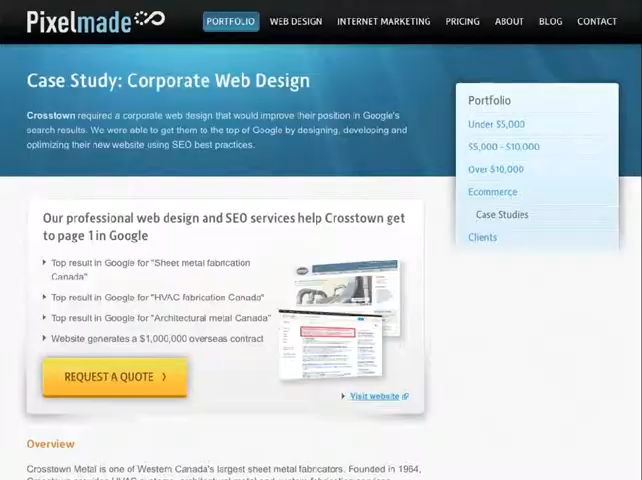 Pixelmade
PORTFOLIO WEB DESIGN INTERNET MARKETING PRICING ABOUT BLOG CONTACT
Case Study: Corporate Web Design
Crosstown required a corporate web design that would improve their position in Google's
search results. We were able to get them to the top of Google by designing, developing and
optimizing their new website using SEO best practices.
Portfolio
Under $5,000
$5,000 - $10,000
Over $10,000
Ecommerce
Case Studies
Clients
Our professional web design and SEO services help Crosstown get
to page 1 in Google
Top result in Google for "Sheet metal fabrication
Canada"
Top result in Google for "HVAC fabrication Canada"
Top result in Google for "Architectural metal Canada"
Website generates a $1,000,000 overseas contract
REQUEST A QUOTE
Visit website
Overview
Crosstown Metal is one of Western Canada's largest sheet metal fabricators. Founded in 1964,